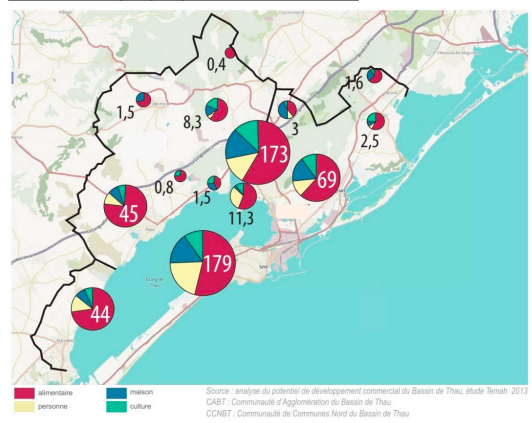 0,4
1,5
8,3
3
1,6
2,5
173
69
0,8
1,5
11,3
45
179
Sète
44
alimentaire
maison
personne
culture
Source : analyse du potentiel de développement commercial du Bassin de Thau, étude Temah 2013
CABT : Communauté d'Agglomération du Bassin de Thau
CCNBT : Communauté de Communes Nord du Bassin de Thau